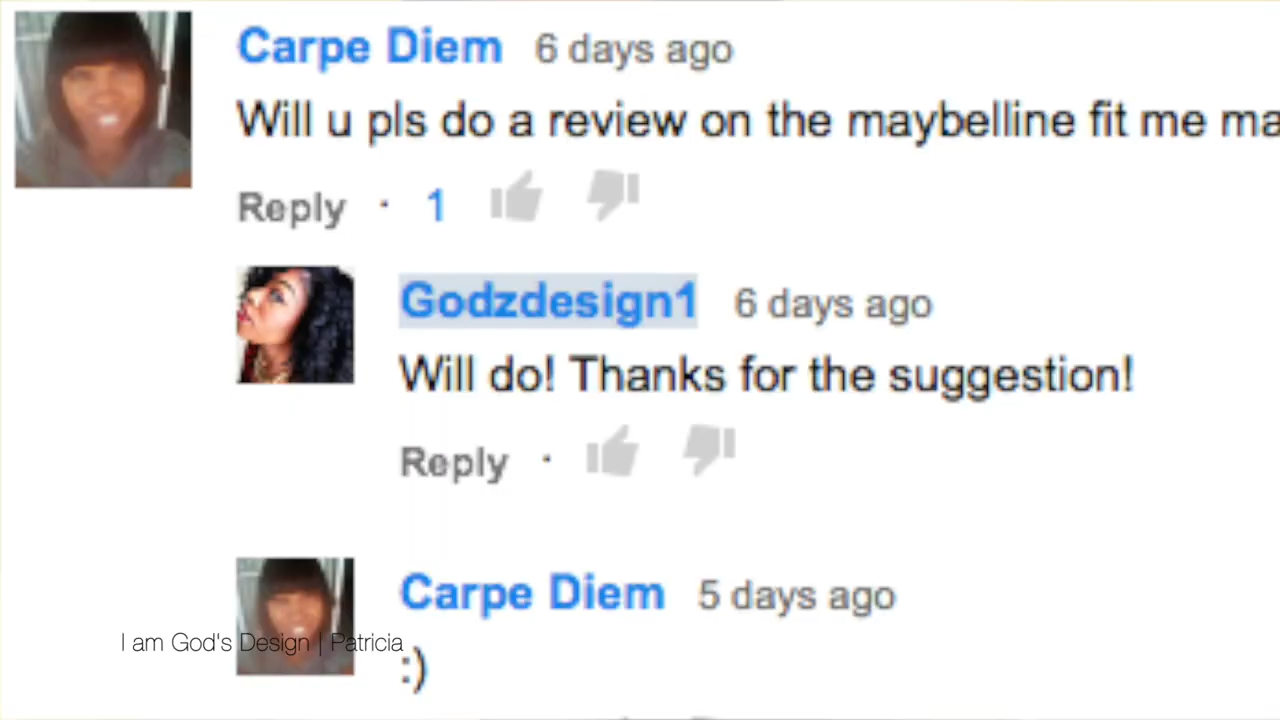 Carpe Diem 6 days ago
Will u pls do a review on the maybelline fit me ma
Reply · 1
Godzdesign1 6 days ago
Will do! Thanks for the suggestion!
Reply ·
Carpe Diem 5 days ago
I am God's Design | Patricia
:)